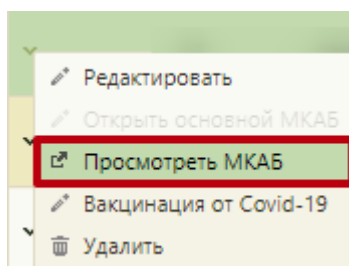 Редактировать
Открыть основной МКАБ
Просмотреть МКАБ
Вакцинация от Covid-19
Удалить